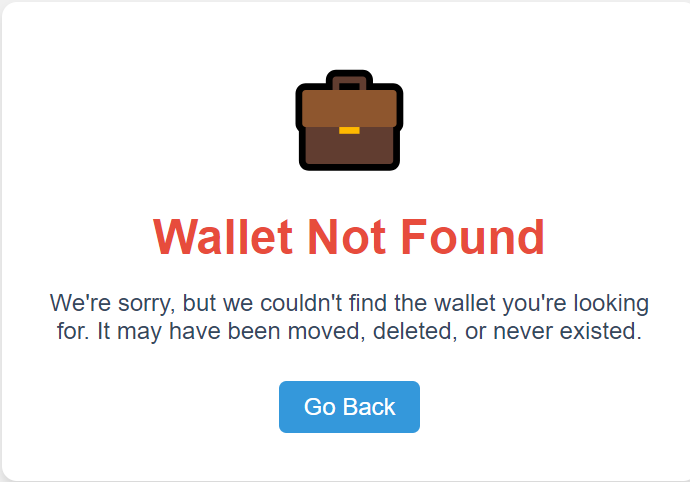 Wallet Not Found
We're sorry, but we couldn't find the wallet you're looking
for. It may have been moved, deleted, or never existed.
Go Back